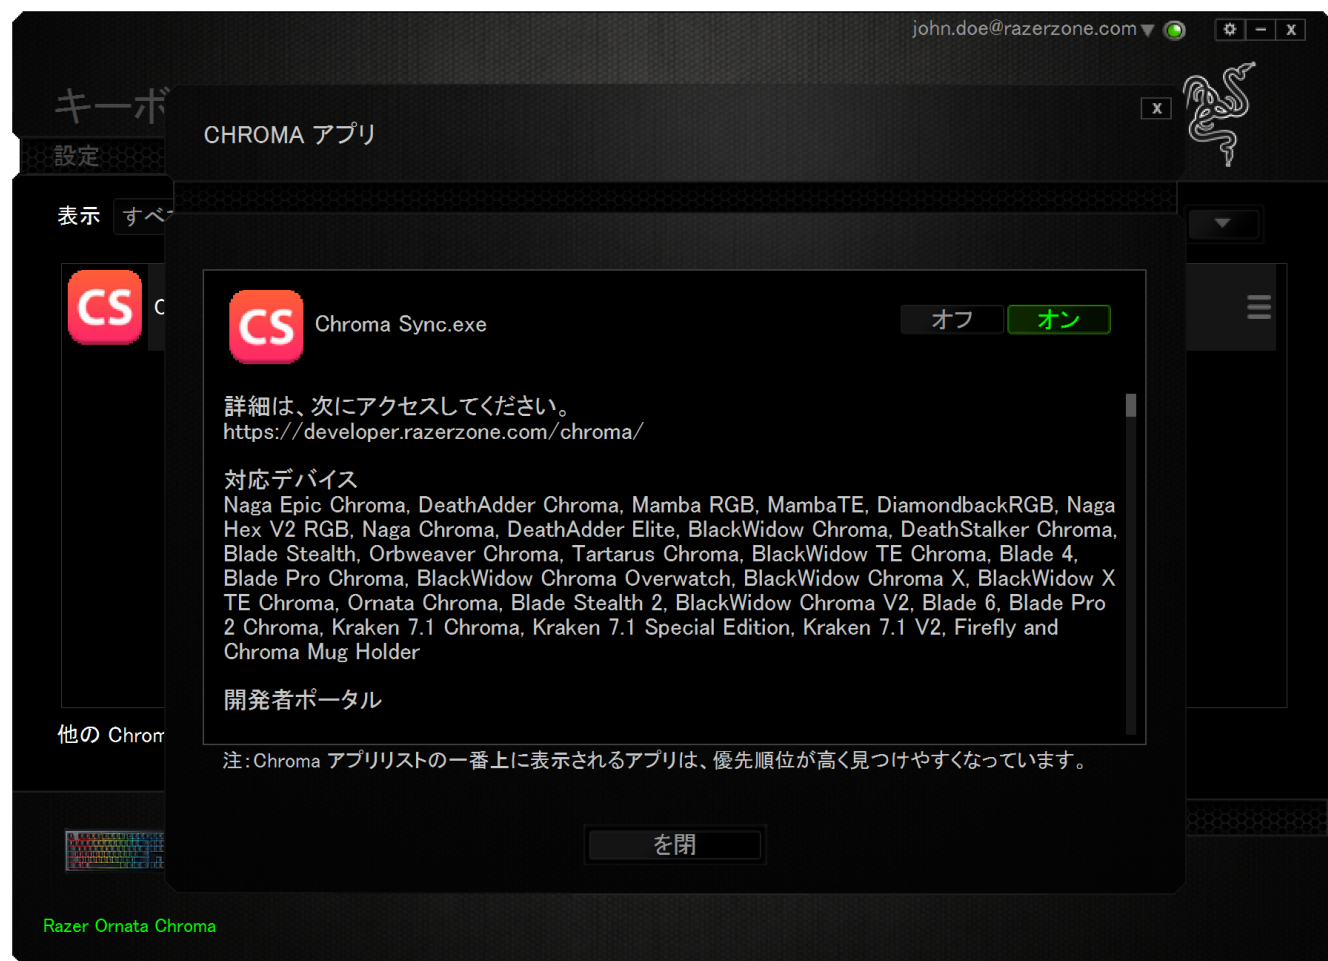 john.doe@razerzone.com
キーボ
設定
CHROMA アプリ
X
表示 すべ
CS
C
CS
Chroma Sync.exe
オフ
オン
詳細は、次にアクセスしてください。
https://developer.razerzone.com/chroma/
対応デバイス
Naga Epic Chroma, DeathAdder Chroma, Mamba RGB, MambaTE, DiamondbackRGB, Naga
Hex V2 RGB, Naga Chroma, DeathAdder Elite, BlackWidow Chroma, DeathStalker Chroma,
Blade Stealth, Orbweaver Chroma, Tartarus Chroma, BlackWidow TE Chroma, Blade 4,
Blade Pro Chroma, BlackWidow Chroma Overwatch, BlackWidow Chroma X, BlackWidow X
TE Chroma, Ornata Chroma, Blade Stealth 2, BlackWidow Chroma V2, Blade 6, Blade Pro
2 Chroma, Kraken 7.1 Chroma, Kraken 7.1 Special Edition, Kraken 7.1 V2, Firefly and
Chroma Mug Holder
開発者ポータル
他の Chrom
注：Chroma アプリリストの一番上に表示されるアプリは、優先順位が高く見つけやすくなっています。
を閉
Razer Ornata Chroma